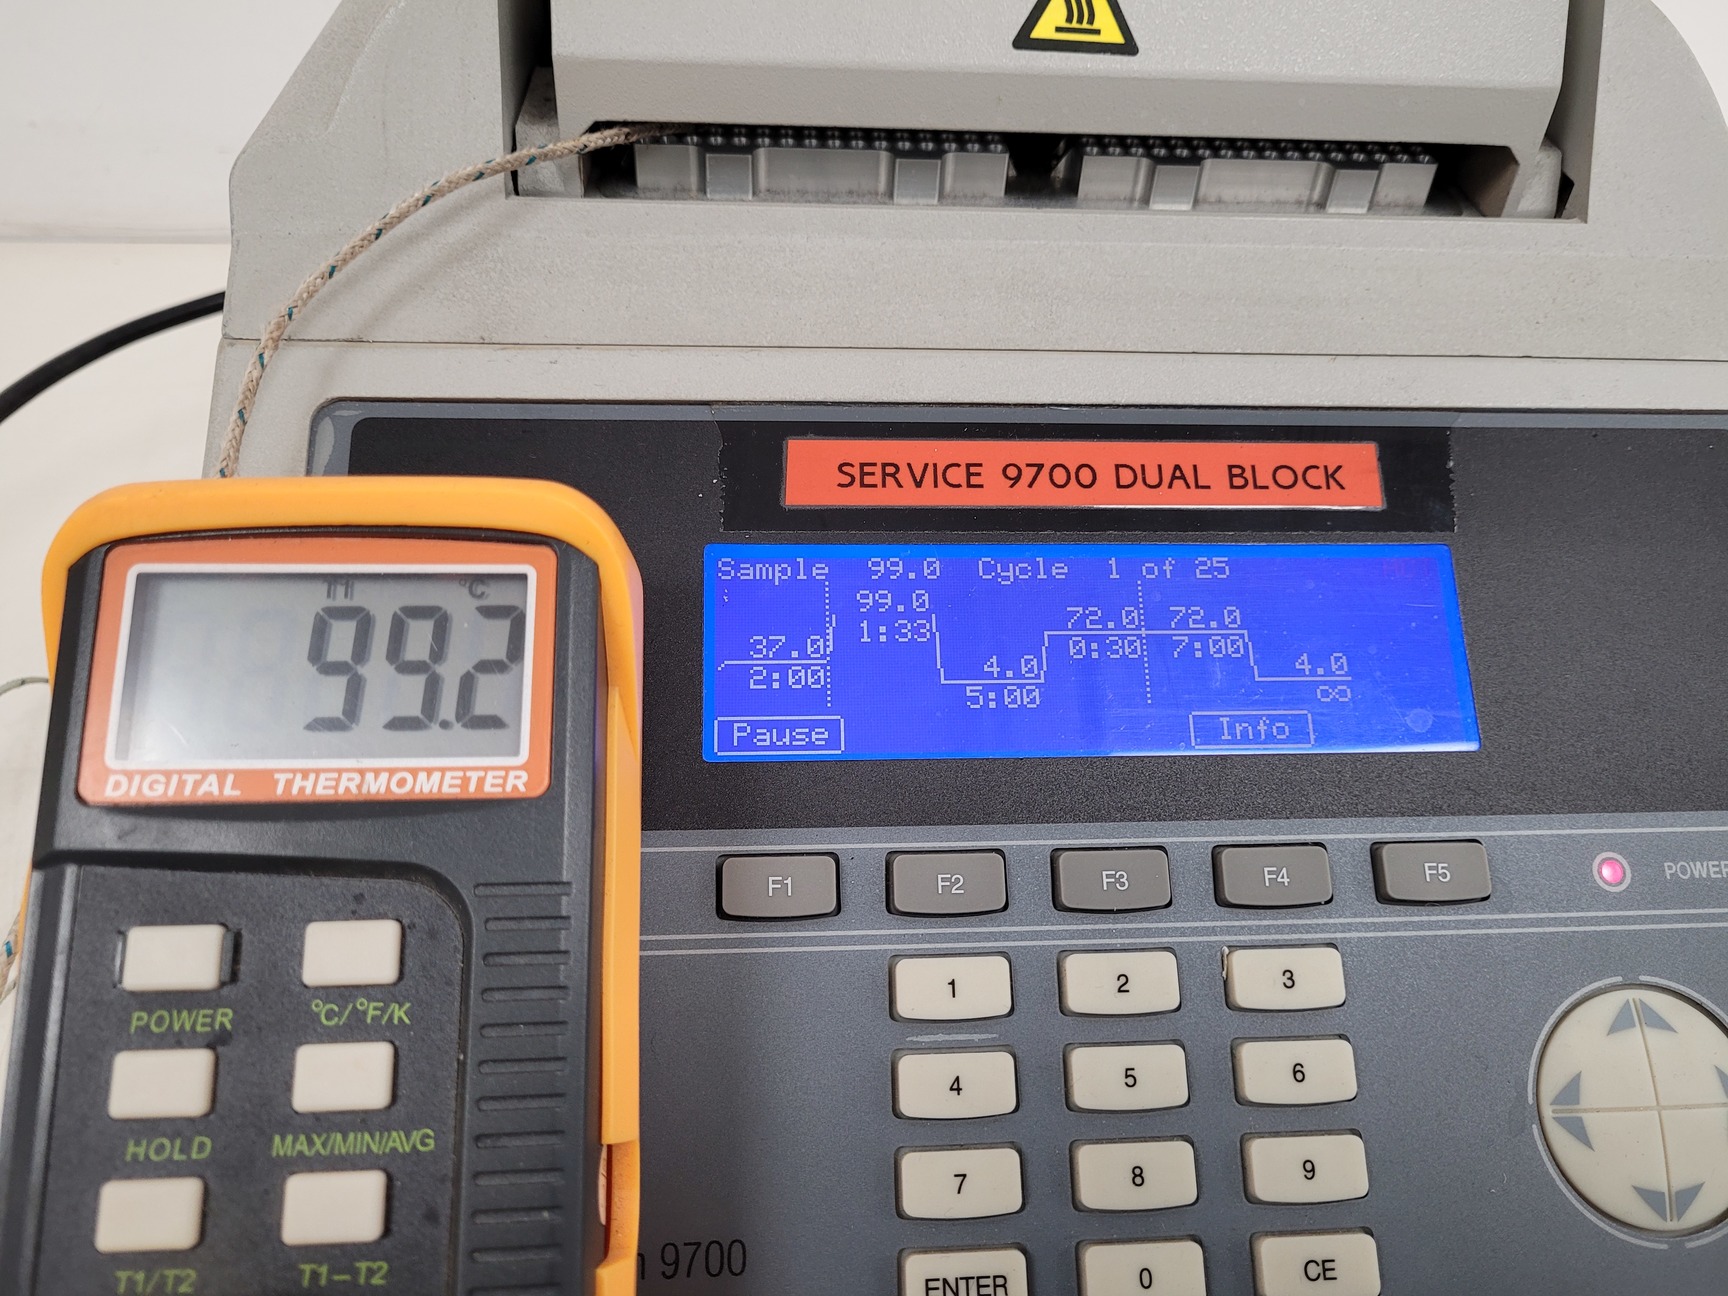 SERVICE 9700 DUAL BLOCK
Sample 99.0 Cycle 1 of 25
99.0
1:33
37.0
2:00
4.0
5:00
72.0
0:30
72.0
7:00
4.0
∞
Pause
Info
T1 °C
99.2
DIGITAL THERMOMETER
F1 F2 F3 F4 F5
POWER
POWER
°C/°F/K
HOLD
MAX/MIN/AVG
T1/T2
T1-T2
1 2 3
4 5 6
7 8 9
ENTER 0 CE
9700